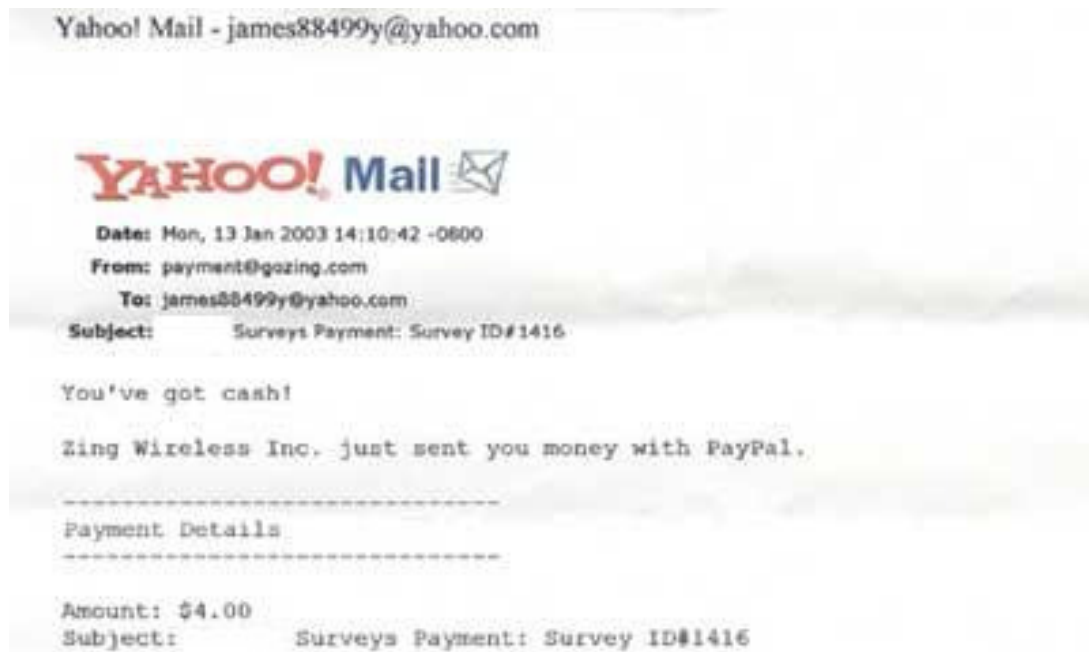 Yahoo! Mail - james88499y@yahoo.com
YAHOO! Mail
Date: Mon, 13 Jan 2003 14:10:42 -0800
From: payment@gozing.com
To: james88499y@yahoo.com
Subject: Surveys Payment: Survey ID#1416
You've got cash!
Zing Wireless Inc. just sent you money with PayPal.
-------------------------------
Payment Details
-------------------------------
Amount: $4.00
Subject: Surveys Payment: Survey ID#1416